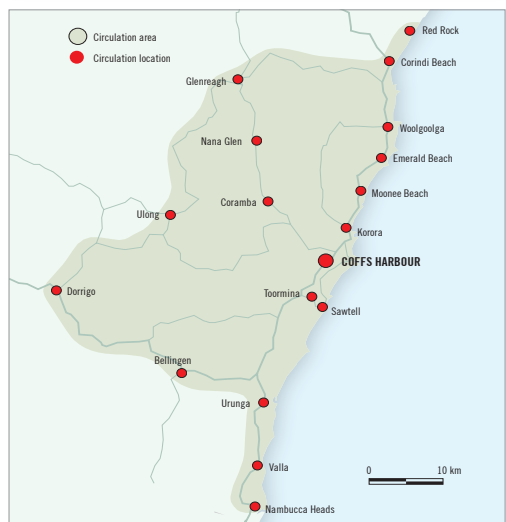 Circulation area
Circulation location
Red Rock
Corindi Beach
Glenreagh
Woolgoolga
Nana Glen
Emerald Beach
Moonee Beach
Coramba
Ulong
Korora
COFFS HARBOUR
Dorrigo
Toormina
Sawtell
Bellingen
Urunga
Valla
0 10 km
Nambucca Heads